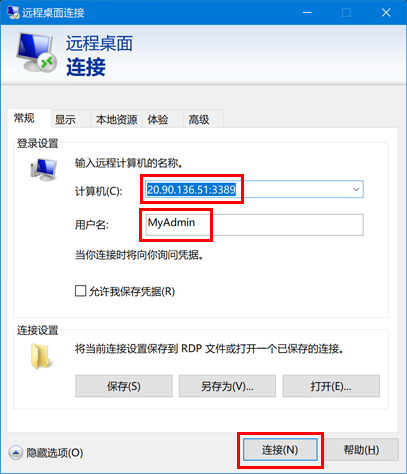 远程桌面连接
远程桌面
连接
常规 显示 本地资源 体验 高级
登录设置
输入远程计算机的名称。
计算机(C): 20.90.136.51:3389
用户名: MyAdmin
当你连接时将向你询问凭据。
允许我保存凭据(R)
连接设置
将当前连接设置保存到 RDP 文件或打开一个已保存的连接。
保存(S) 另存为(V)... 打开(E)...
隐藏选项(O) 连接(N) 帮助(H)